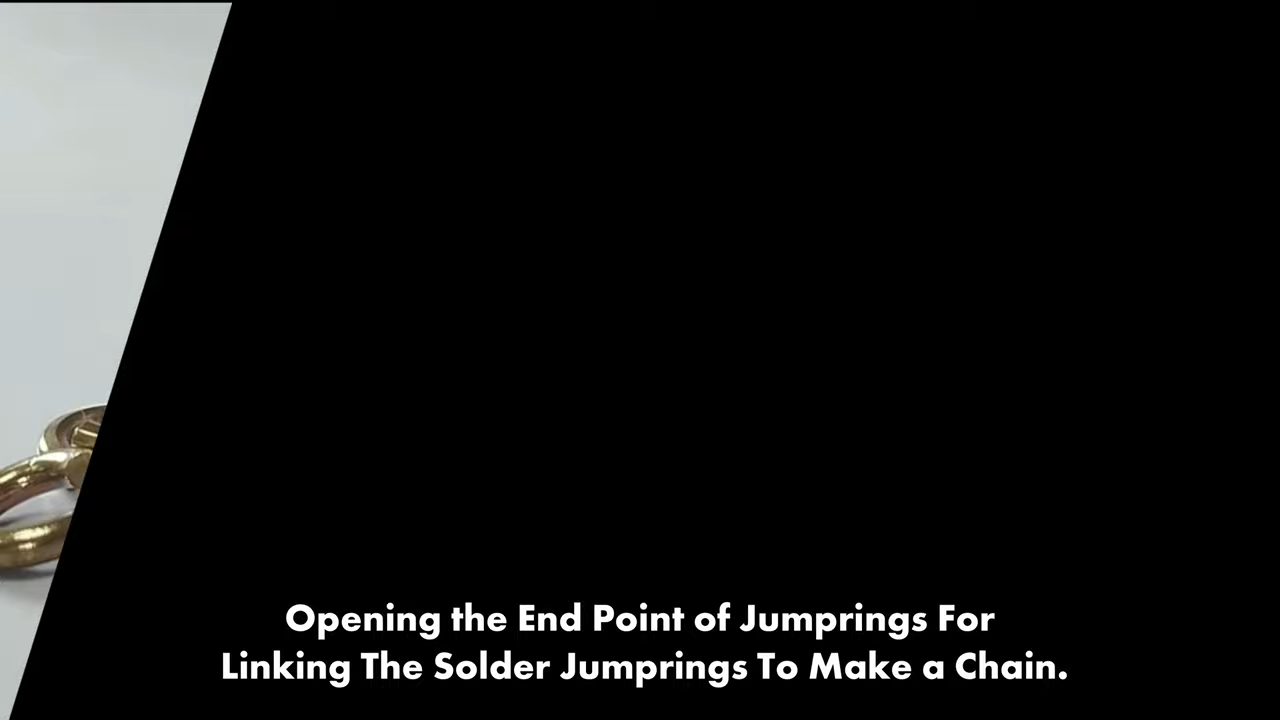 Opening the End Point of Jumprings For
Linking The Solder Jumprings To Make a Chain.